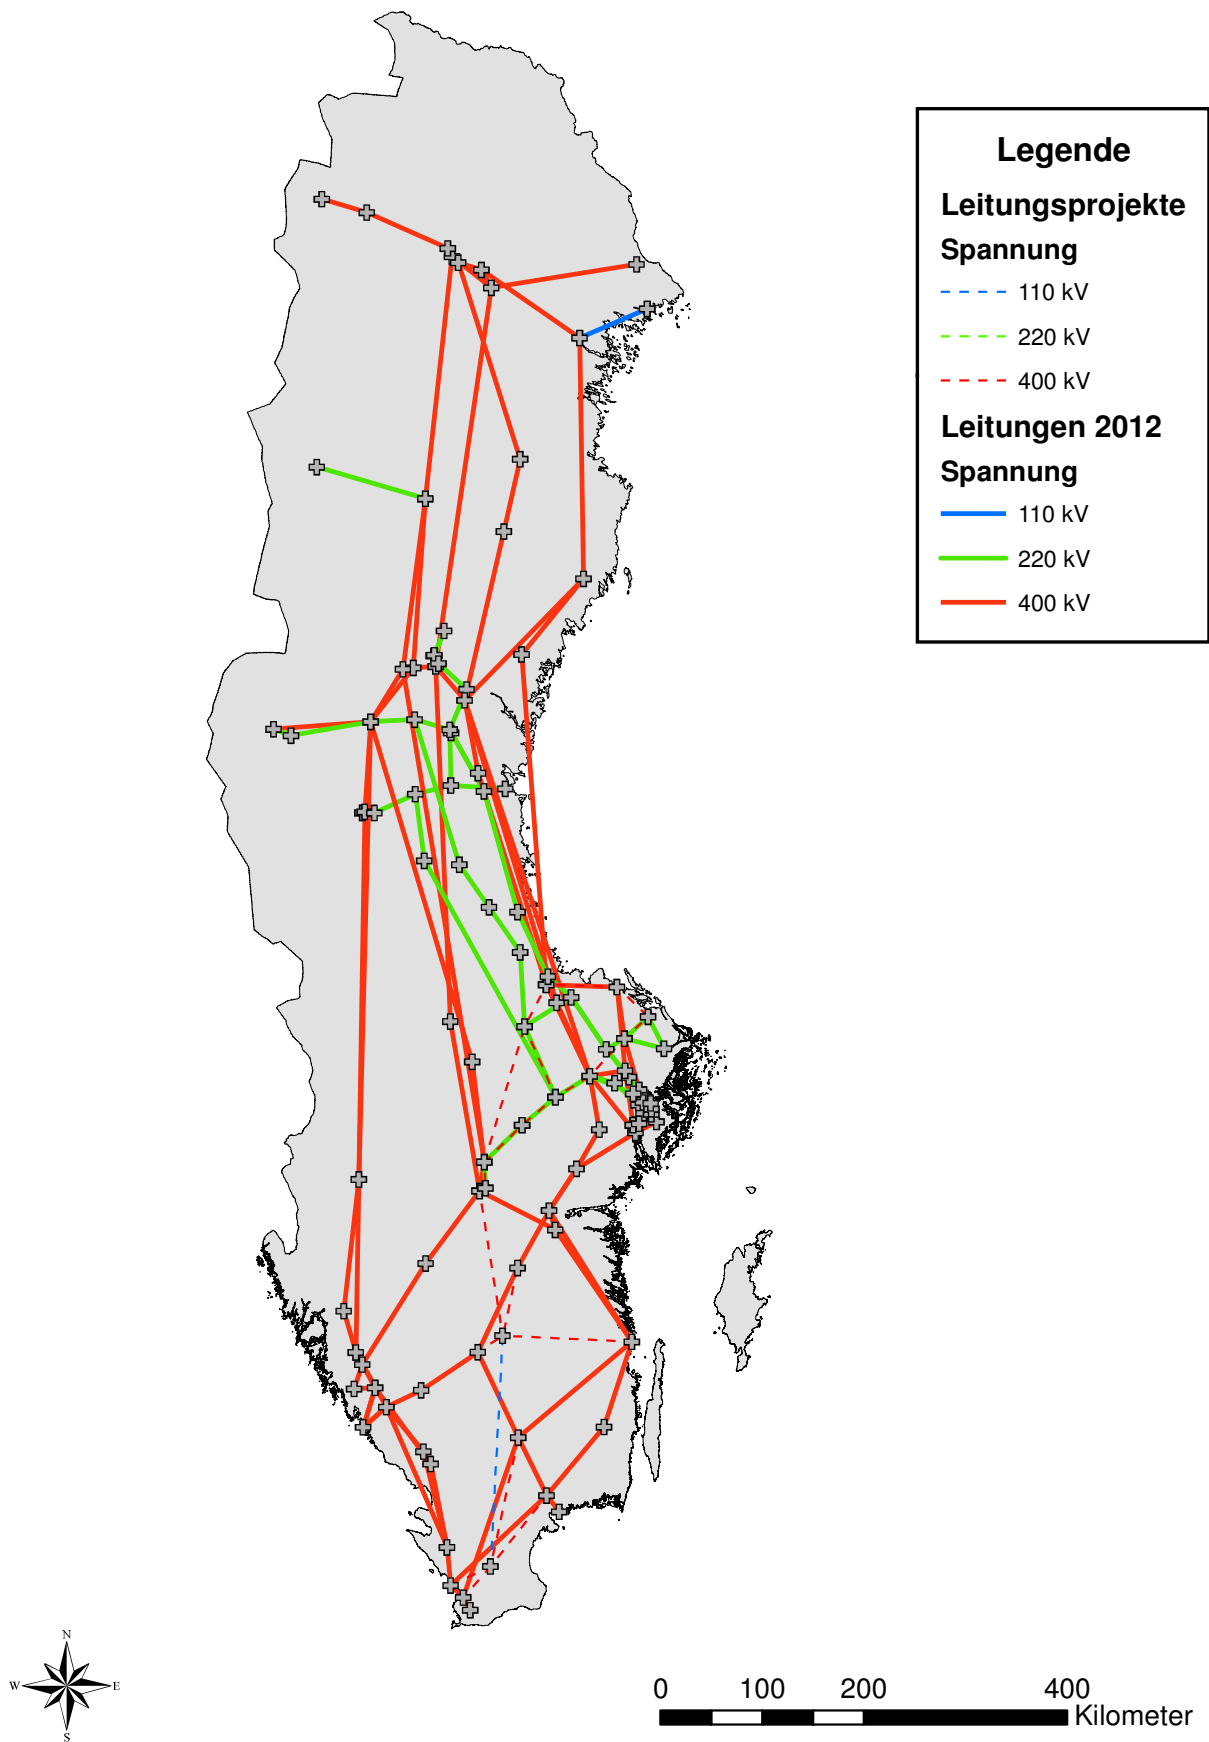 Legende
Leitungsprojekte
Spannung
110 kV
220 kV
400 kV
Leitungen 2012
Spannung
110 kV
220 kV
400 kV
N
W E
S
0 100 200 400
Kilometer